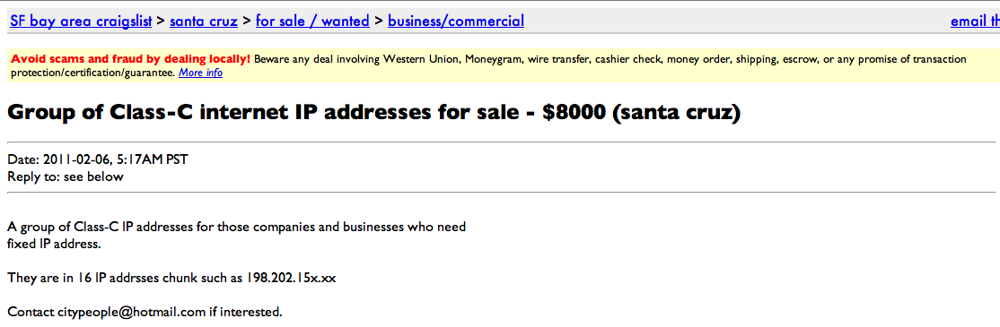 SF bay area craigslist > santa cruz > for sale / wanted > business/commercial email th
Avoid scams and fraud by dealing locally! Beware any deal involving Western Union, Moneygram, wire transfer, cashier check, money order, shipping, escrow, or any promise of transaction
protection/certification/guarantee. More info
Group of Class-C internet IP addresses for sale - $8000 (santa cruz)
Date: 2011-02-06, 5:17AM PST
Reply to: see below
A group of Class-C IP addresses for those companies and businesses who need
fixed IP address.
They are in 16 IP addrsses chunk such as 198.202.15x.xx
Contact citypeople@hotmail.com if interested.